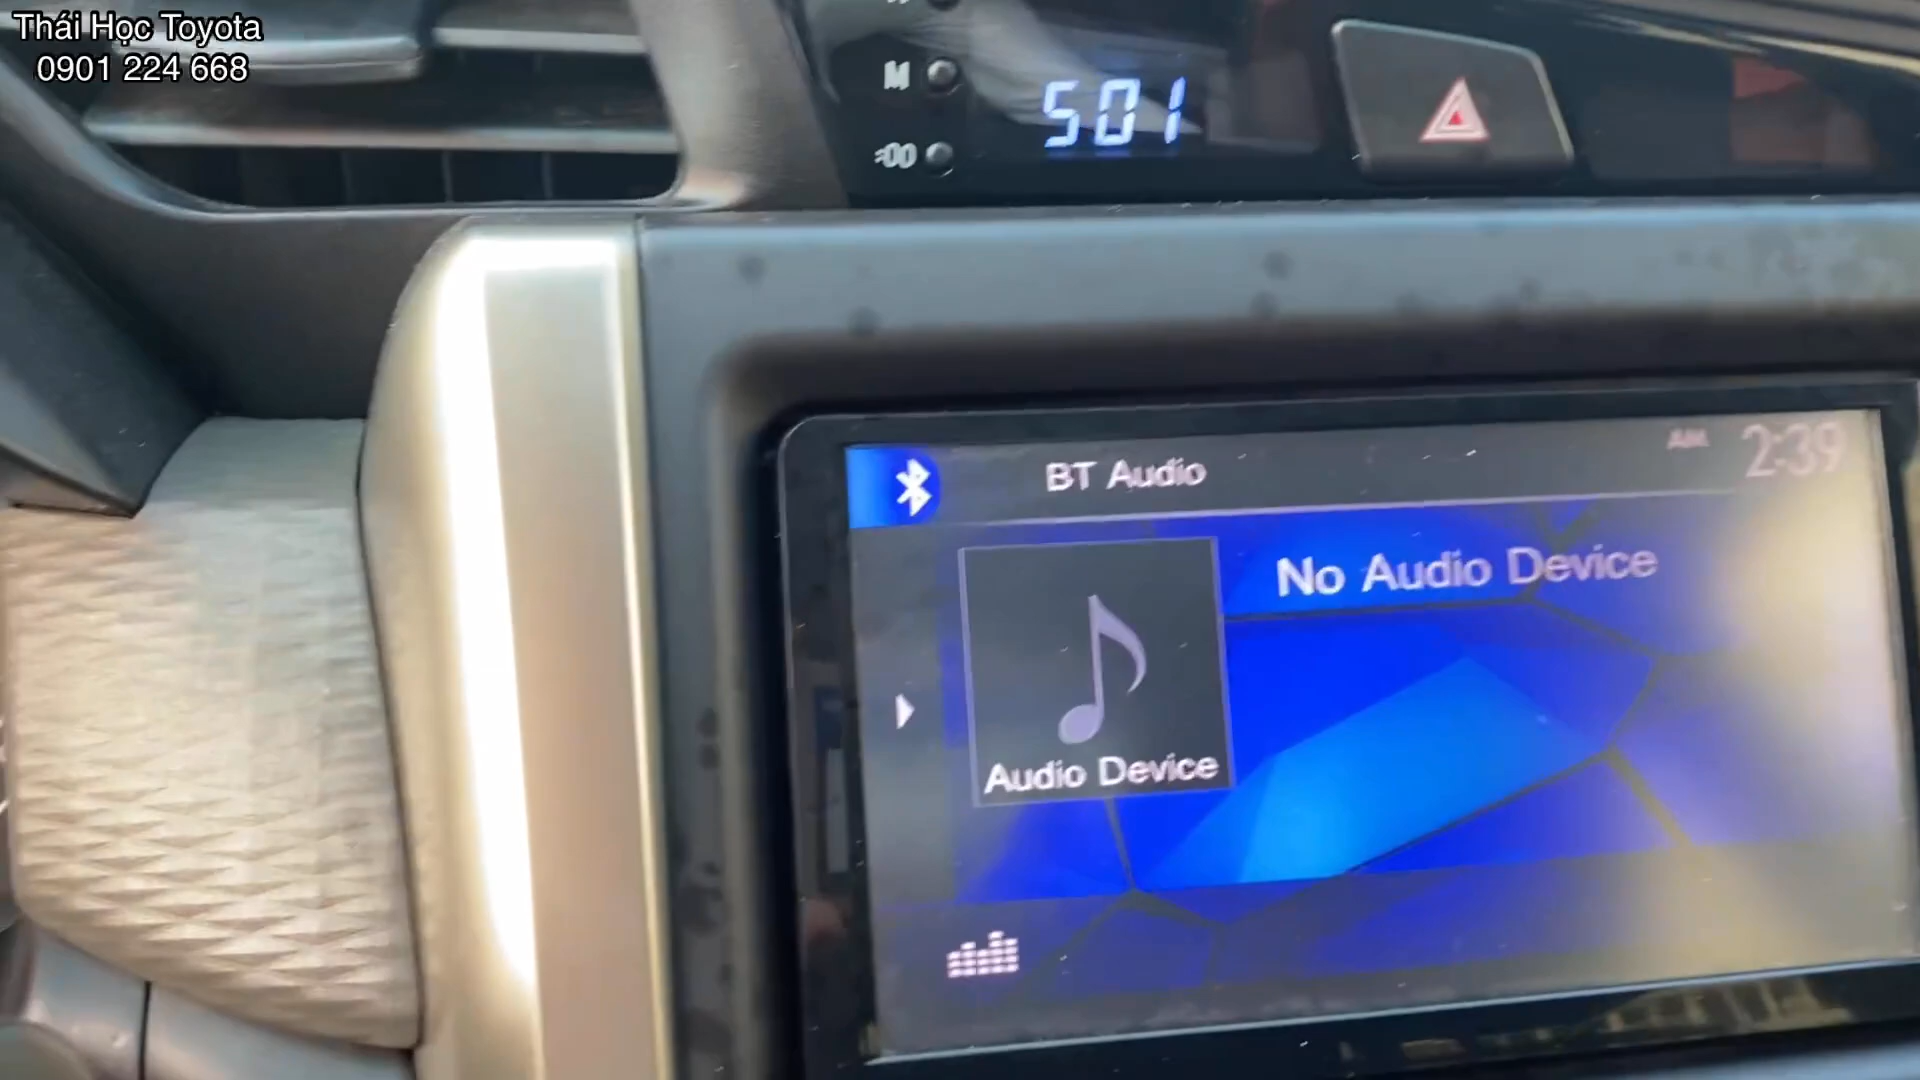 Thái Học Toyota
0901 224 668
M
:00
501
BT Audio
AM 2:39
No Audio Device
Audio Device